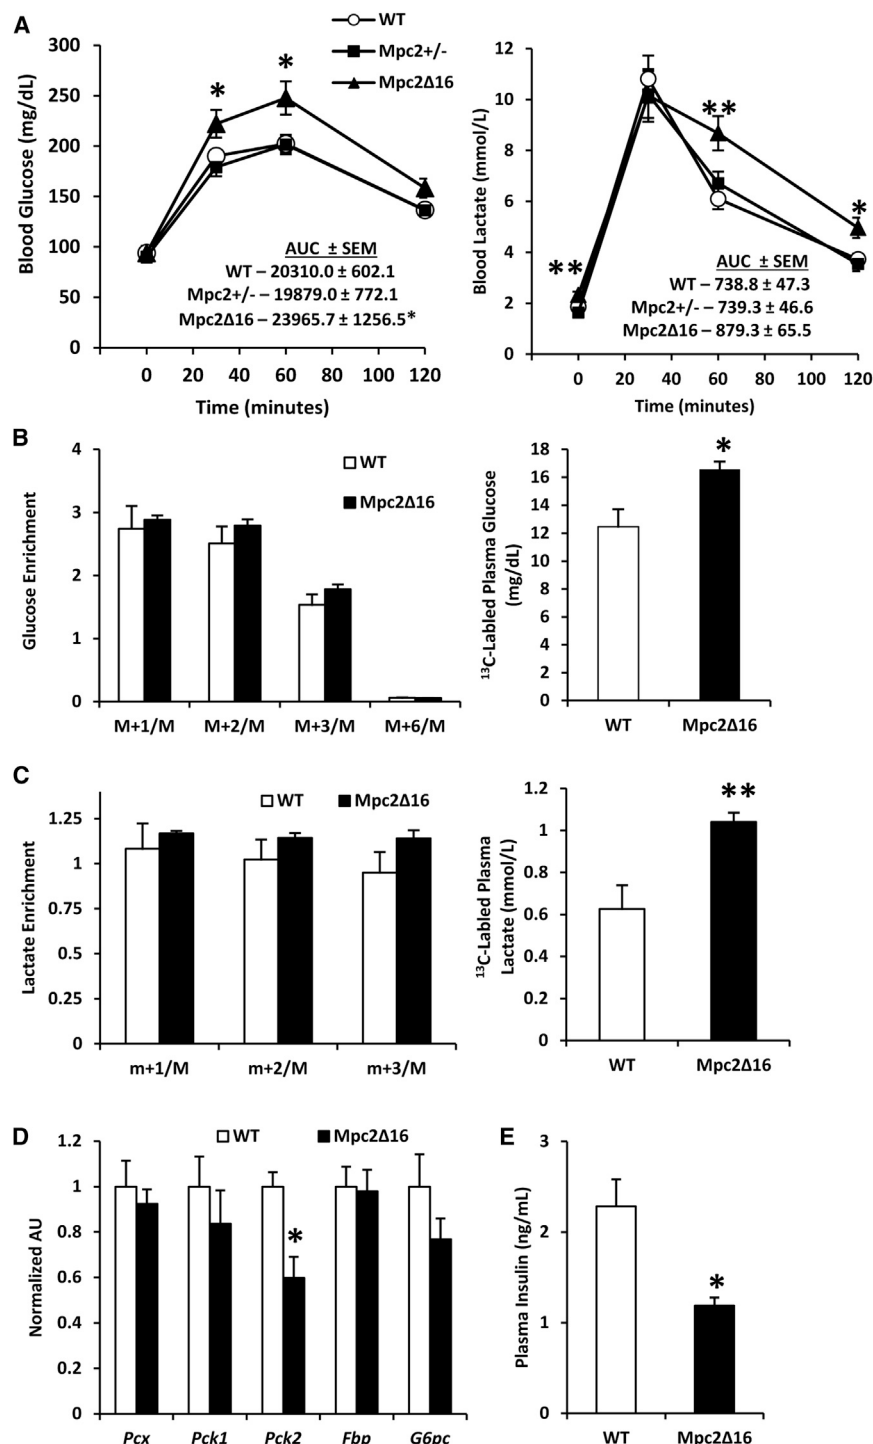 A
WT
Mpc2+/-
Mpc2Δ16
Blood Glucose (mg/dL)
300
250
200
150
100
50
0
* *
AUC ± SEM
WT – 20310.0 ± 602.1
Mpc2+/- – 19879.0 ± 772.1
Mpc2Δ16 – 23965.7 ± 1256.5*
0 20 40 60 80 100 120
Time (minutes)
Blood Lactate (mmol/L)
12
10
8
6
4
2
0
** ** *
AUC ± SEM
WT – 738.8 ± 47.3
Mpc2+/- – 739.3 ± 46.6
Mpc2Δ16 – 879.3 ± 65.5
0 20 40 60 80 100 120
Time (minutes)
B
Glucose Enrichment
4
3
2
1
0
WT
Mpc2Δ16
M+1/M M+2/M M+3/M M+6/M
¹³C-Labled Plasma Glucose
(mg/dL)
18
16
14
12
10
8
6
4
2
0
*
WT Mpc2Δ16
C
Lactate Enrichment
1.25
1
0.75
0.5
0.25
0
WT Mpc2Δ16
m+1/M m+2/M m+3/M
¹³C-Labled Plasma
Lactate (mmol/L)
1.2
1
0.8
0.6
0.4
0.2
0
**
WT Mpc2Δ16
D
Normalized AU
1.2
1
0.8
0.6
0.4
0.2
0
WT Mpc2Δ16
*
Pcx Pck1 Pck2 Fbp G6pc
E
Plasma Insulin (ng/mL)
3
2
1
0
*
WT Mpc2Δ16